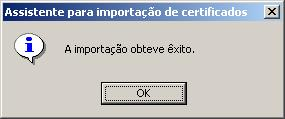 Assistente para importação de certificados
A importação obteve êxito.
OK